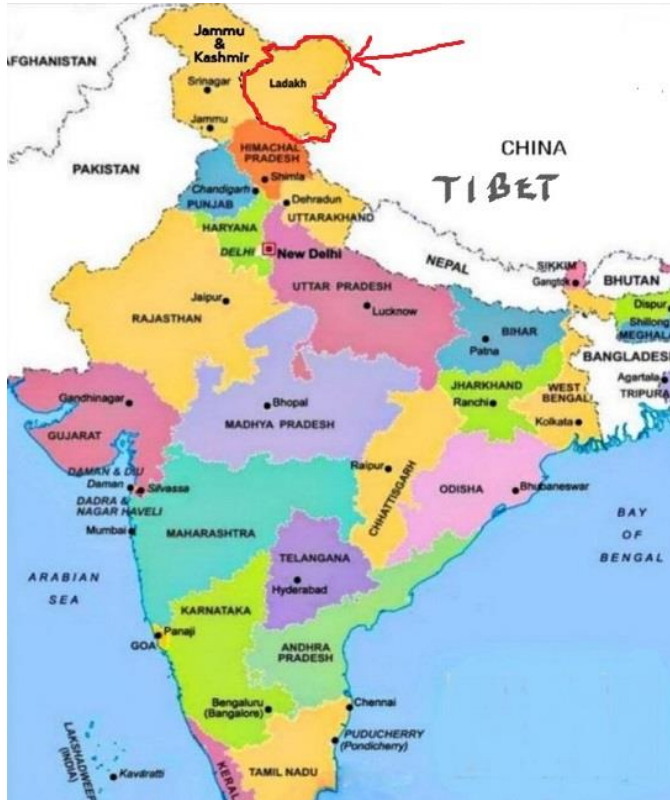 Jammu
&
Kashmir
AFGHANISTAN
Srinagar
Ladakh
Jammu
HIMACHAL
PRADESH
CHINA
PAKISTAN
Shimla
TIBET
Chandigarh
PUNJAB
Dehradun
UTTARAKHAND
HARYANA
DELHI
New Delhi
NEPAL
SIKKIM
Gangtok
BHUTAN
UTTAR PRADESH
Jaipur
Lucknow
Dispur
RAJASTHAN
Shillong
MEGHAL
BIHAR
Patna
BANGLADESH
JHARKHAND
Ranchi
WEST
BENGAL
Agartala
TRIPURA
Gandhinagar
Bhopal
MADHYA PRADESH
Kolkata
GUJARAT
Raipur
CHHATTISGARH
DAMAN & DIU
Daman
Silvassa
DADRA &
NAGAR HAVELI
ODISHA
Bhubaneswar
Mumbai
MAHARASHTRA
BAY
OF
BENGAL
TELANGANA
Hyderabad
ARABIAN
SEA
KARNATAKA
Panaji
GOA
ANDHRA
PRADESH
Bengaluru
(Bangalore)
Chennai
PUDUCHERRY
(Pondicherry)
LAKSHADWEEP
(INDIA)
Kavaratti
KERAL
TAMIL NADU